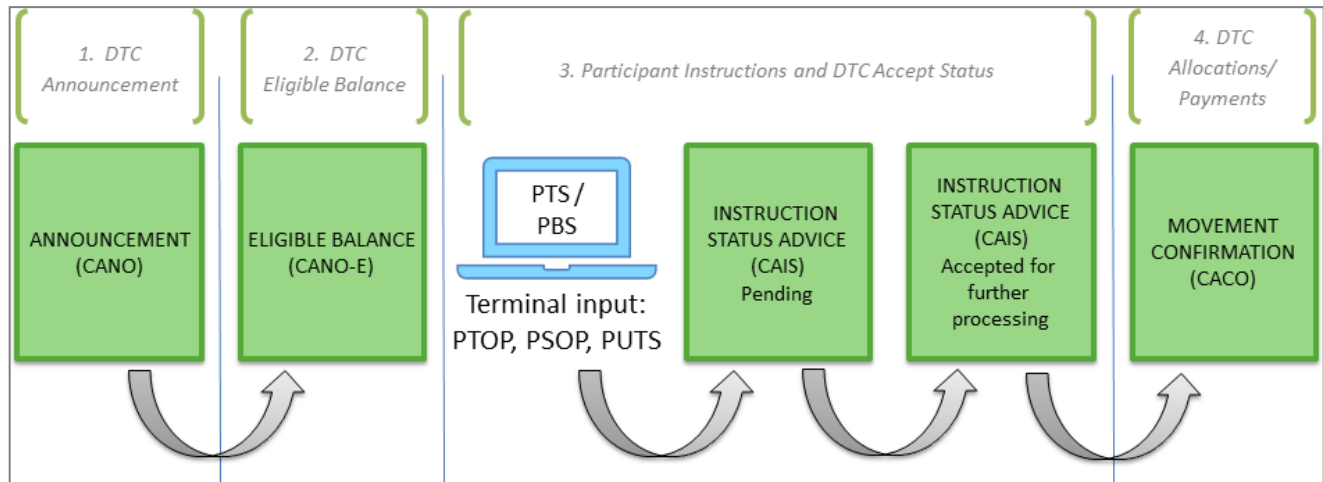 1. DTC
Announcement
2. DTC
Eligible Balance
3. Participant Instructions and DTC Accept Status
4. DTC
Allocations/
Payments
ANNOUNCEMENT
(CANO)
ELIGIBLE BALANCE
(CANO-E)
PTS /
PBS
Terminal input:
PTOP, PSOP, PUTS
INSTRUCTION
STATUS ADVICE
(CAIS)
Pending
INSTRUCTION
STATUS ADVICE
(CAIS)
Accepted for
further
processing
MOVEMENT
CONFIRMATION
(CACO)